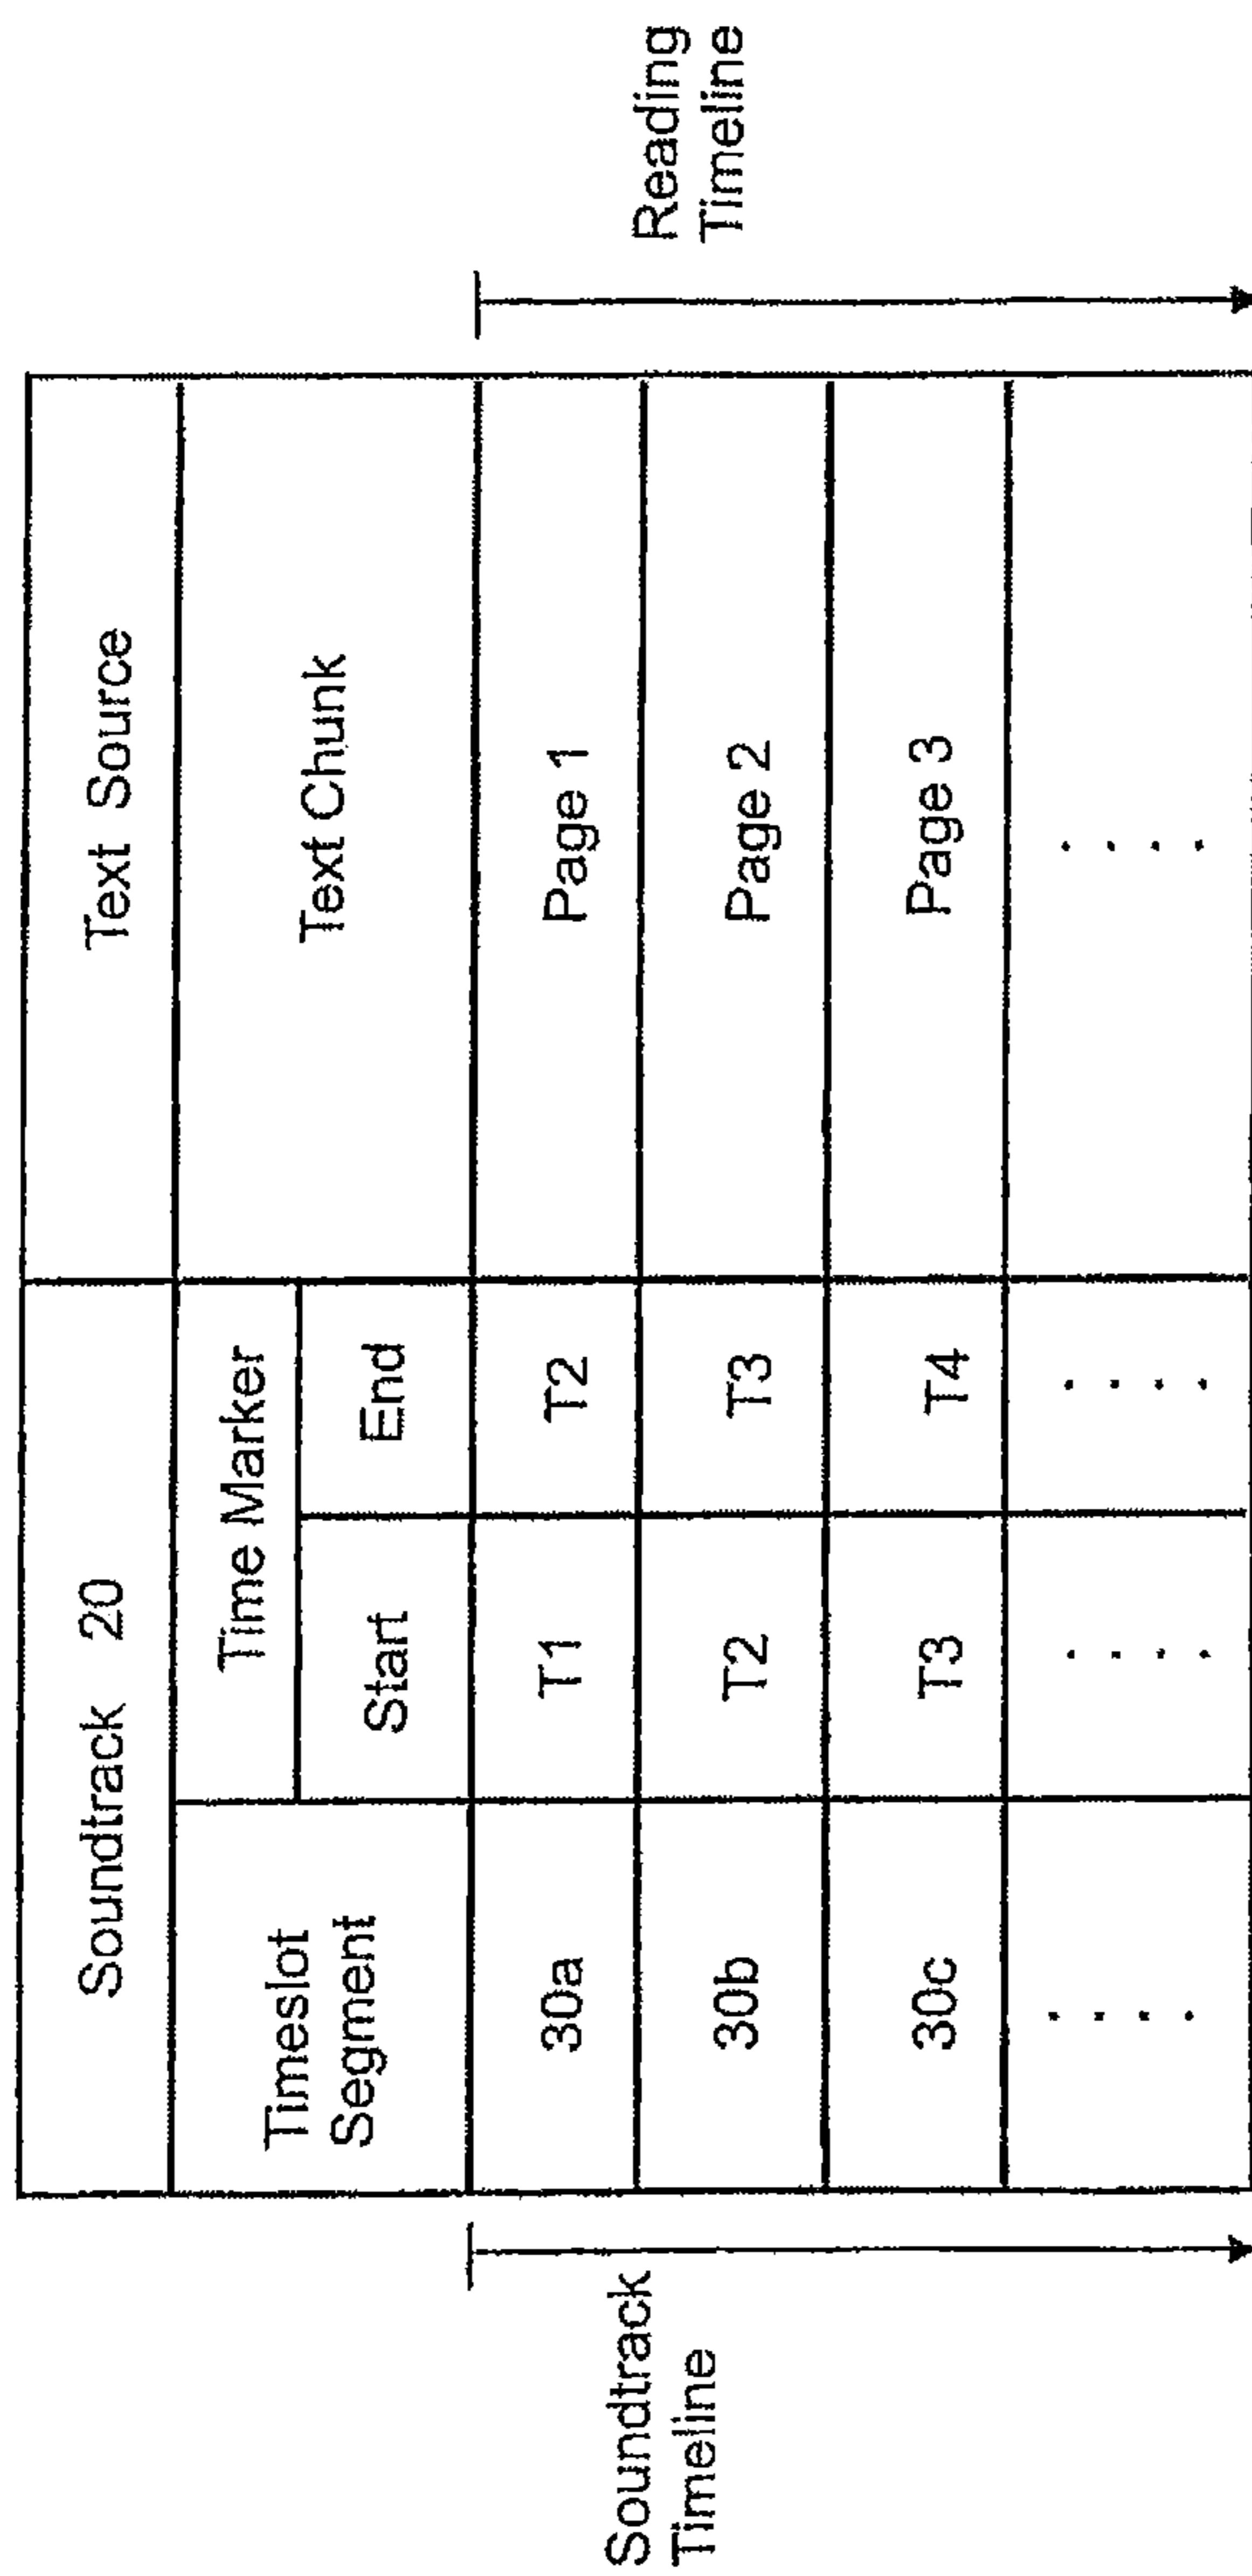 Soundtrack 20 Text Source
Timeslot
Segment
Time Marker
Text Chunk
Start End
30a T1 T2 Page 1
30b T2 T3 Page 2
30c T3 T4 Page 3
. . . . . . . . . . . . . . . .
Soundtrack
Timeline
Reading
Timeline